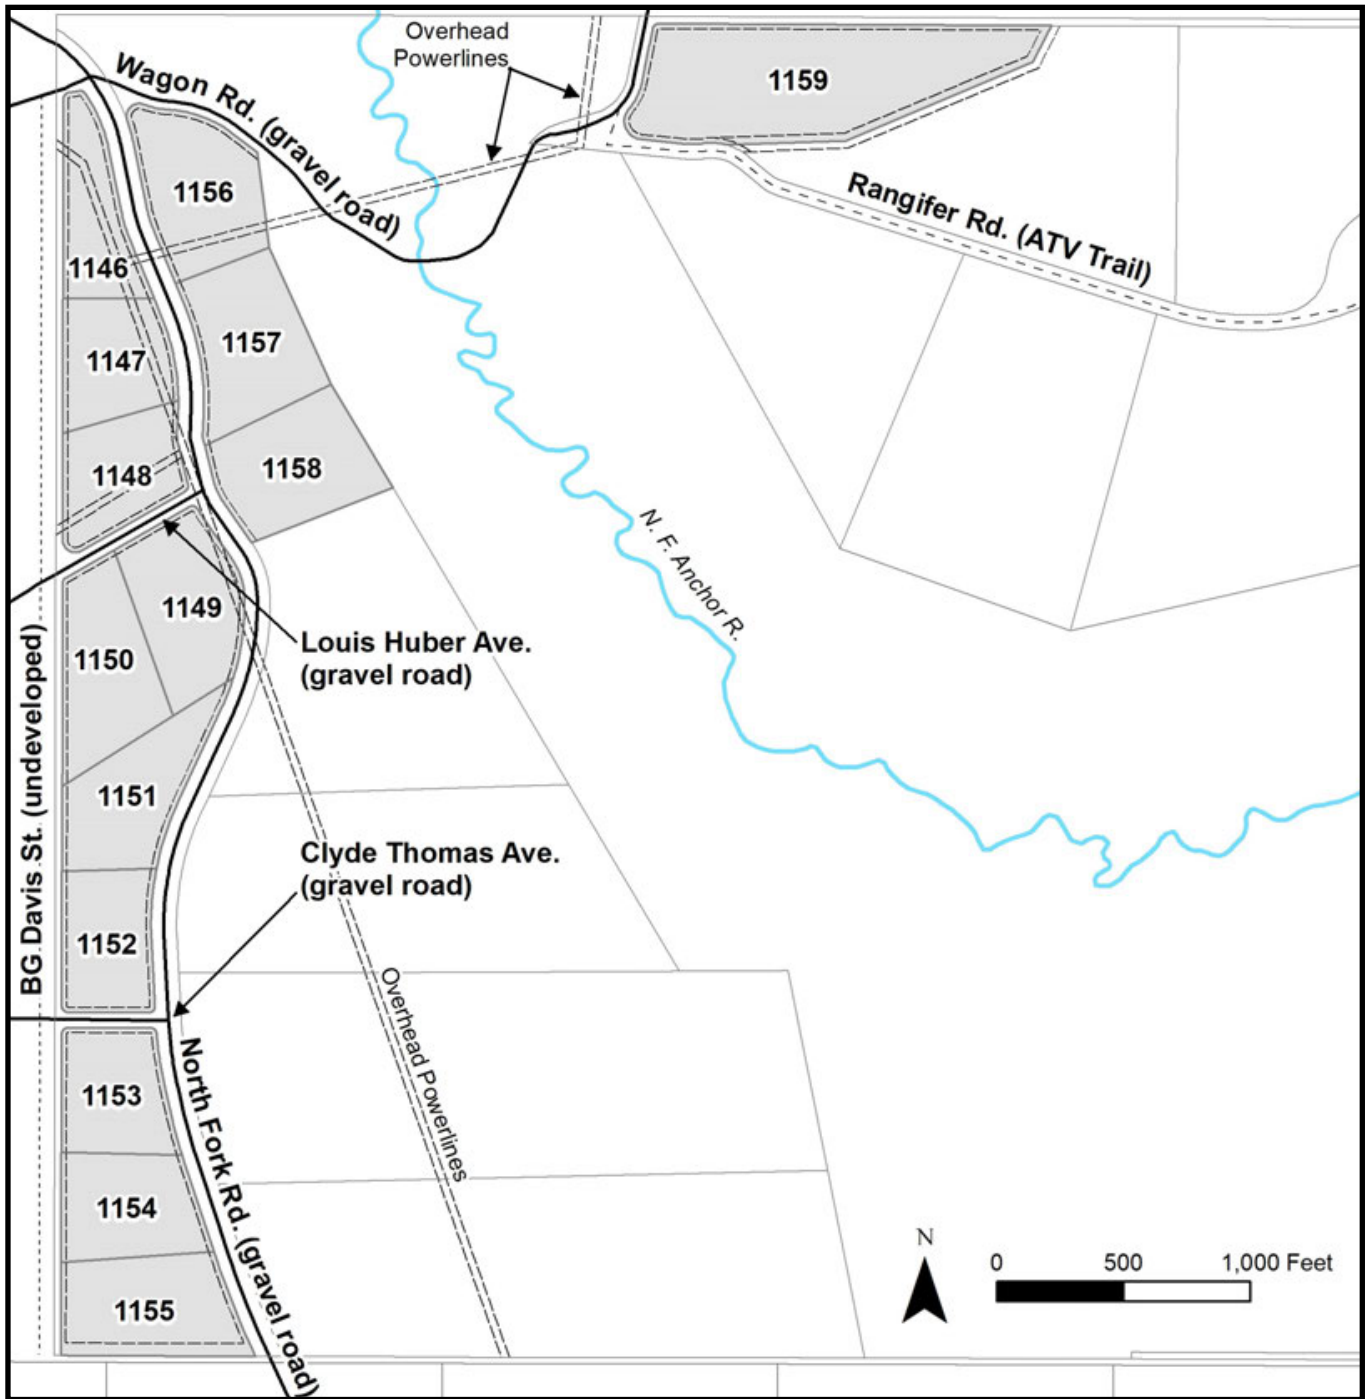 Overhead
Powerlines
1159
Wagon Rd. (gravel road)
1156
Rangifer Rd. (ATV Trail)
1146
1157
1147
1158
1148
N. F. Anchor R.
1149
Louis Huber Ave.
(gravel road)
1150
BG Davis St. (undeveloped)
1151
Clyde Thomas Ave.
(gravel road)
1152
Overhead Powerlines
North Fork Rd. (gravel road)
1153
1154
1155
N
0 500 1,000 Feet